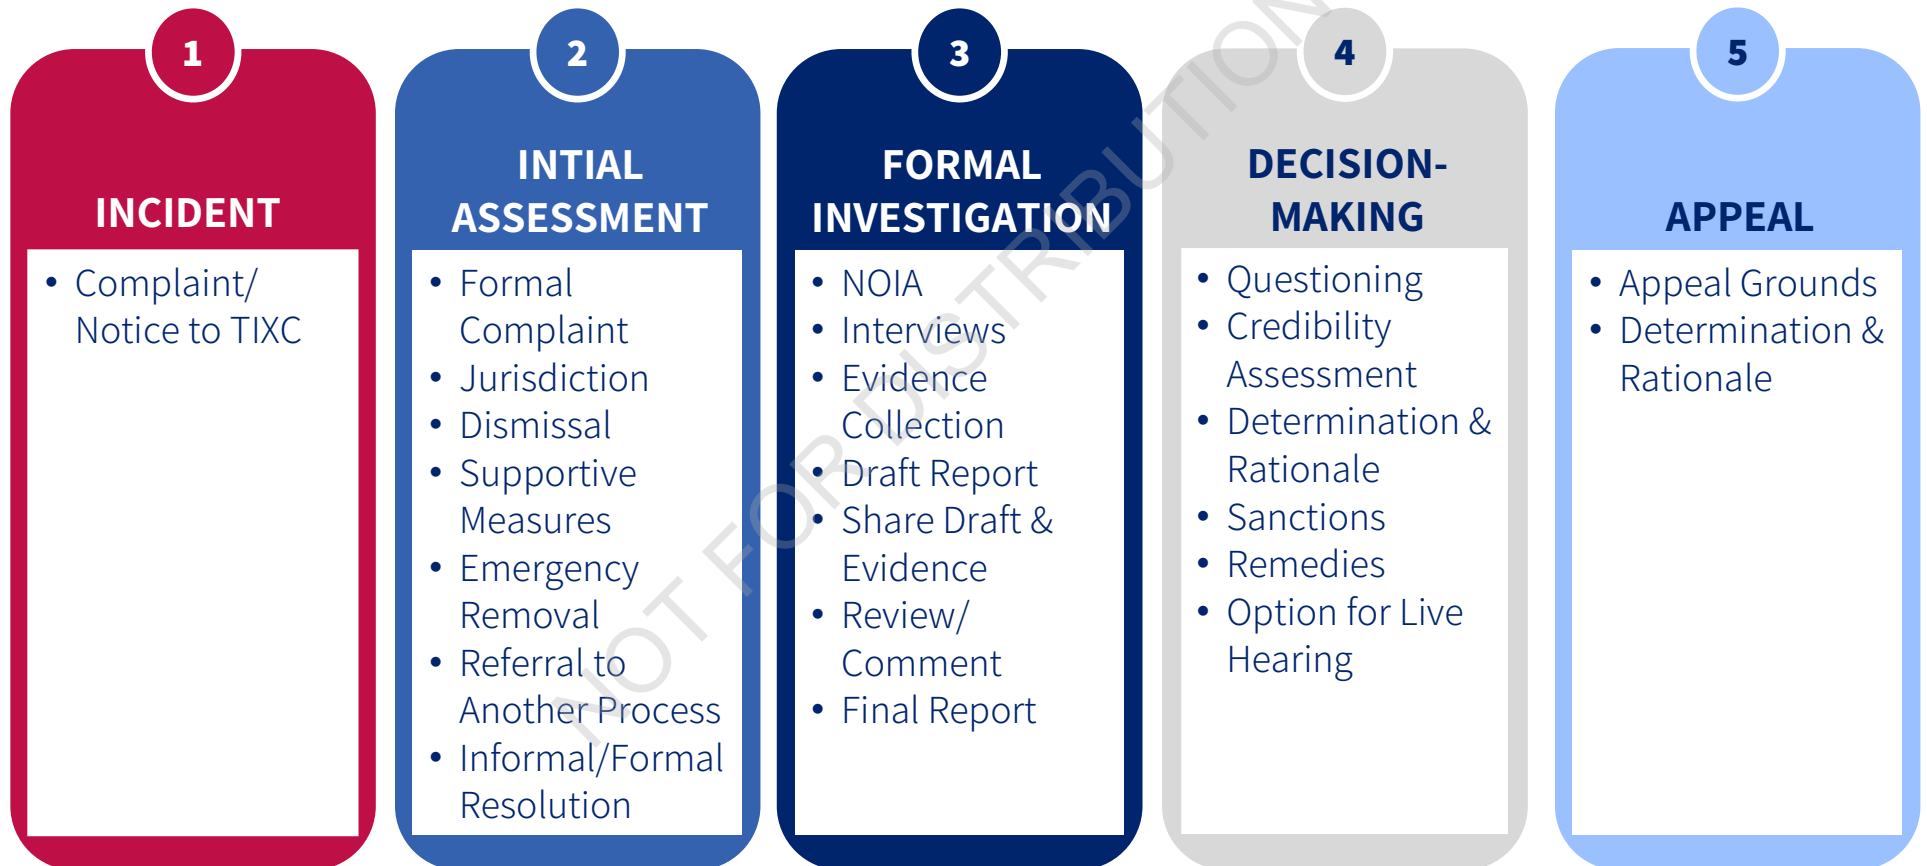 1
INCIDENT
• Complaint/
Notice to TIXC
2
INTIAL
ASSESSMENT
• Formal
Complaint
• Jurisdiction
• Dismissal
• Supportive
Measures
• Emergency
Removal
• Referral to
Another Process
• Informal/Formal
Resolution
3
FORMAL
INVESTIGATION
• NOIA
• Interviews
• Evidence
Collection
• Draft Report
• Share Draft &
Evidence
• Review/
Comment
• Final Report
4
DECISION-
MAKING
• Questioning
• Credibility
Assessment
• Determination &
Rationale
• Sanctions
• Remedies
• Option for Live
Hearing
5
APPEAL
• Appeal Grounds
• Determination &
Rationale
NOT FOR DISTRIBUTION